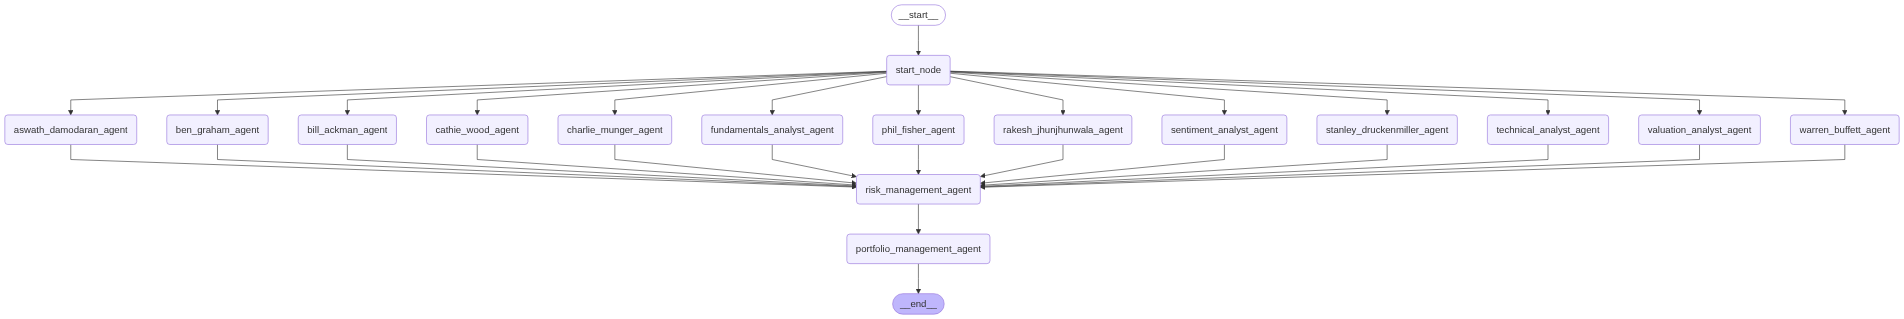 __start__
start_node
aswath_damodaran_agent
ben_graham_agent
bill_ackman_agent
cathie_wood_agent
charlie_munger_agent
fundamentals_analyst_agent
phil_fisher_agent
rakesh_jhunjhunwala_agent
sentiment_analyst_agent
stanley_druckenmiller_agent
technical_analyst_agent
valuation_analyst_agent
warren_buffett_agent
risk_management_agent
portfolio_management_agent
__end__